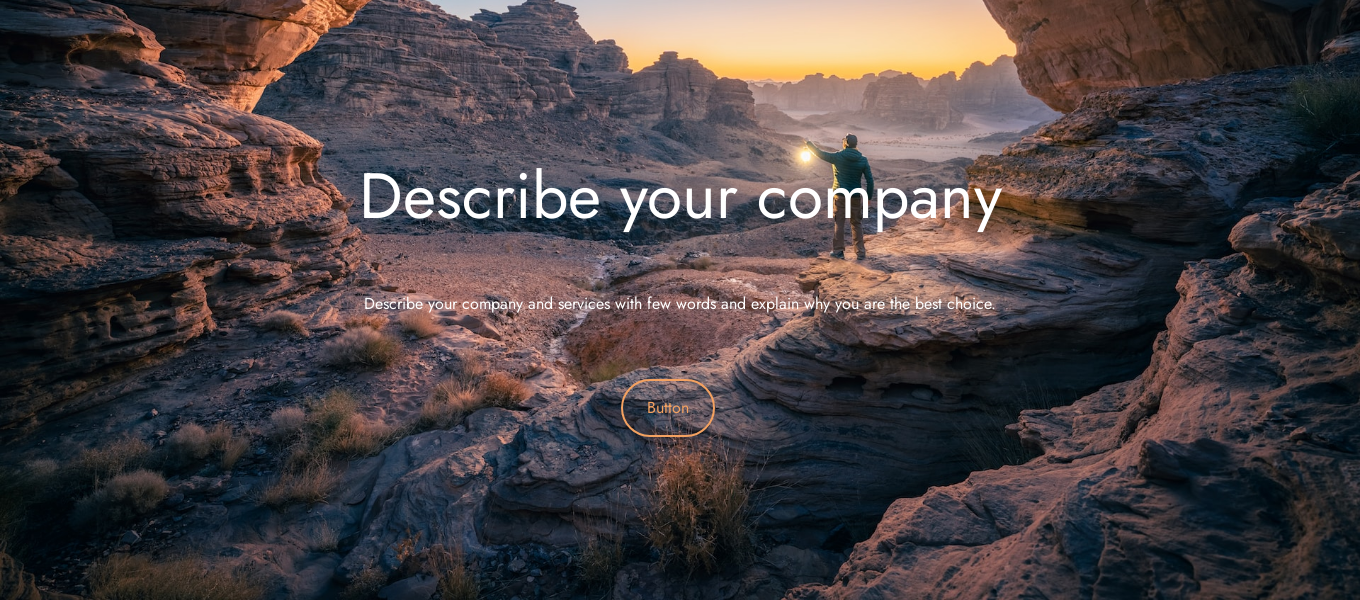 Describe your company
Describe your company and services with few words and explain why you are the best choice.
Button